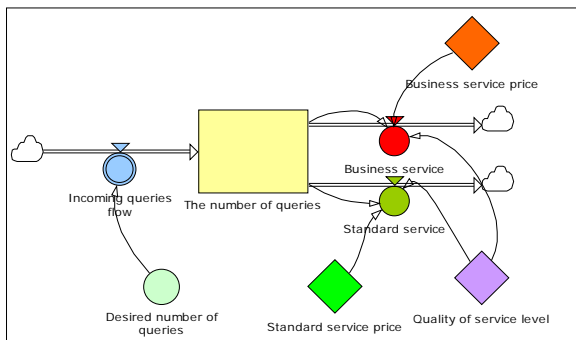 Business service price
Business service
Incoming queries
flow
The number of queries
Standard service
Desired number of
queries
Standard service price
Quality of service level